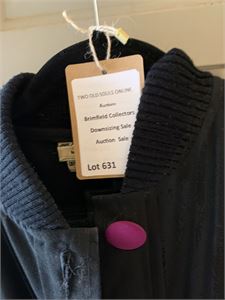 TWO OLD SOULS ONLINE
Auctions
Brimfield Collectors
Downsizing Sale
Auction Sale
Lot 631